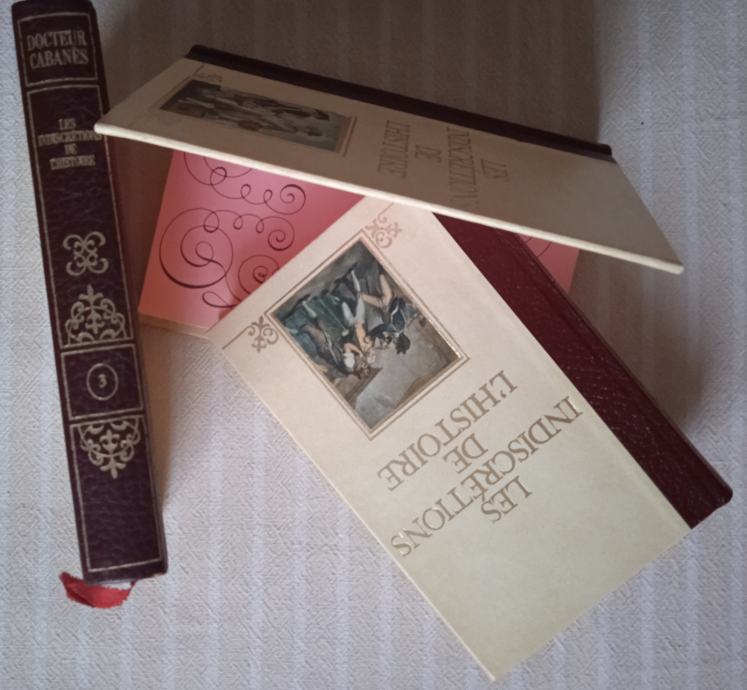 DOCTEUR
CABANÈS
LES
INDISCRÉTIONS
DE
L'HISTOIRE
3
LES
INDISCRÉTIONS
DE
L'HISTOIRE
LES
INDISCRÉTIONS
DE
L'HISTOIRE